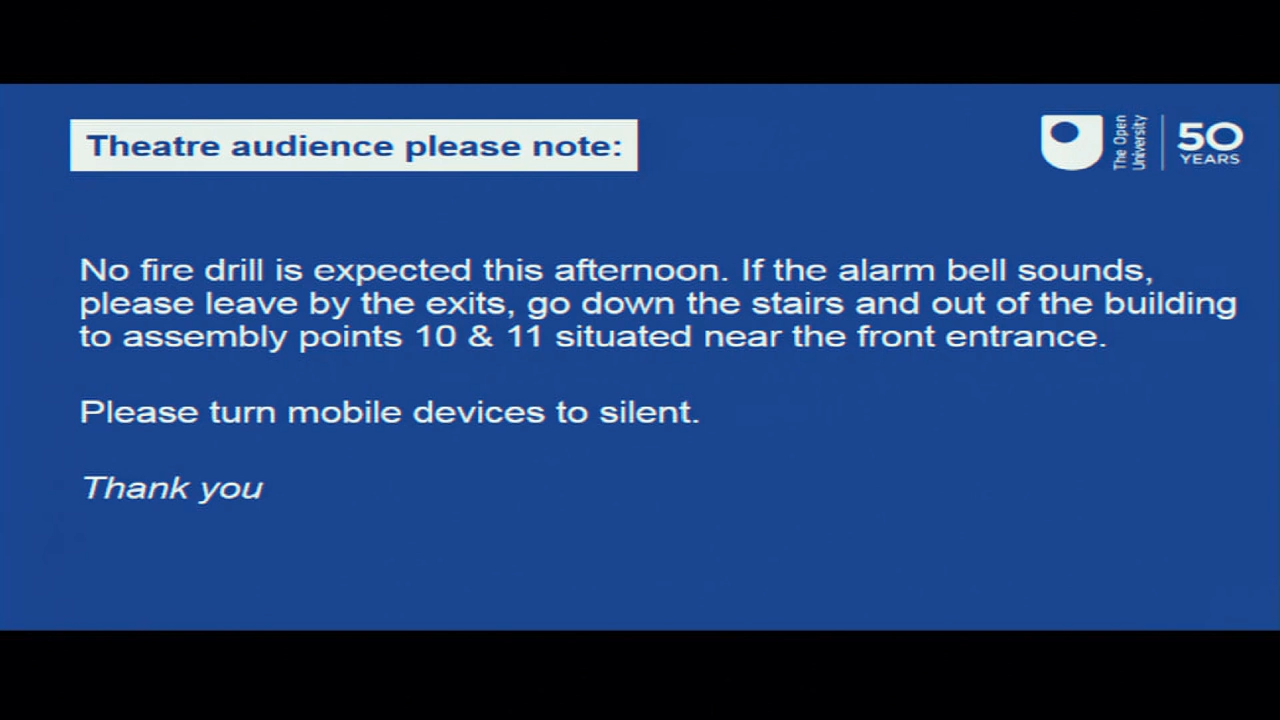 Theatre audience please note:
The Open
University
50
YEARS
No fire drill is expected this afternoon. If the alarm bell sounds,
please leave by the exits, go down the stairs and out of the building
to assembly points 10 & 11 situated near the front entrance.
Please turn mobile devices to silent.
Thank you